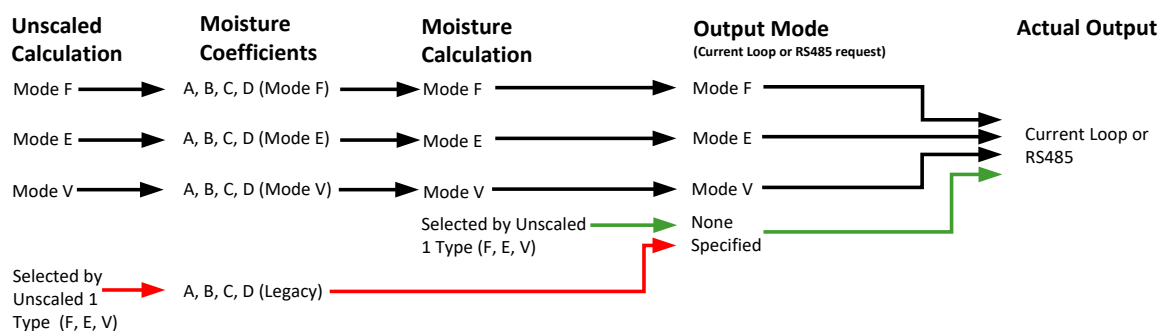 Unscaled
Calculation
Moisture
Coefficients
Moisture
Calculation
Output Mode
(Current Loop or RS485 request)
Actual Output
Mode F
A, B, C, D (Mode F)
Mode F
Mode F
Mode E
A, B, C, D (Mode E)
Mode E
Mode E
Current Loop or
RS485
Mode V
A, B, C, D (Mode V)
Mode V
Mode V
Selected by Unscaled
1 Type (F, E, V)
None
Specified
Selected by
Unscaled 1
Type (F, E, V)
A, B, C, D (Legacy)